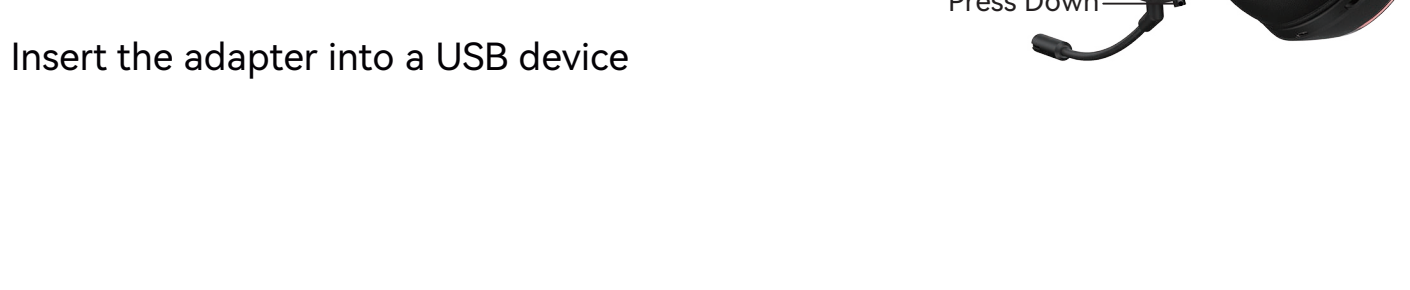 Press Down
Insert the adapter into a USB device